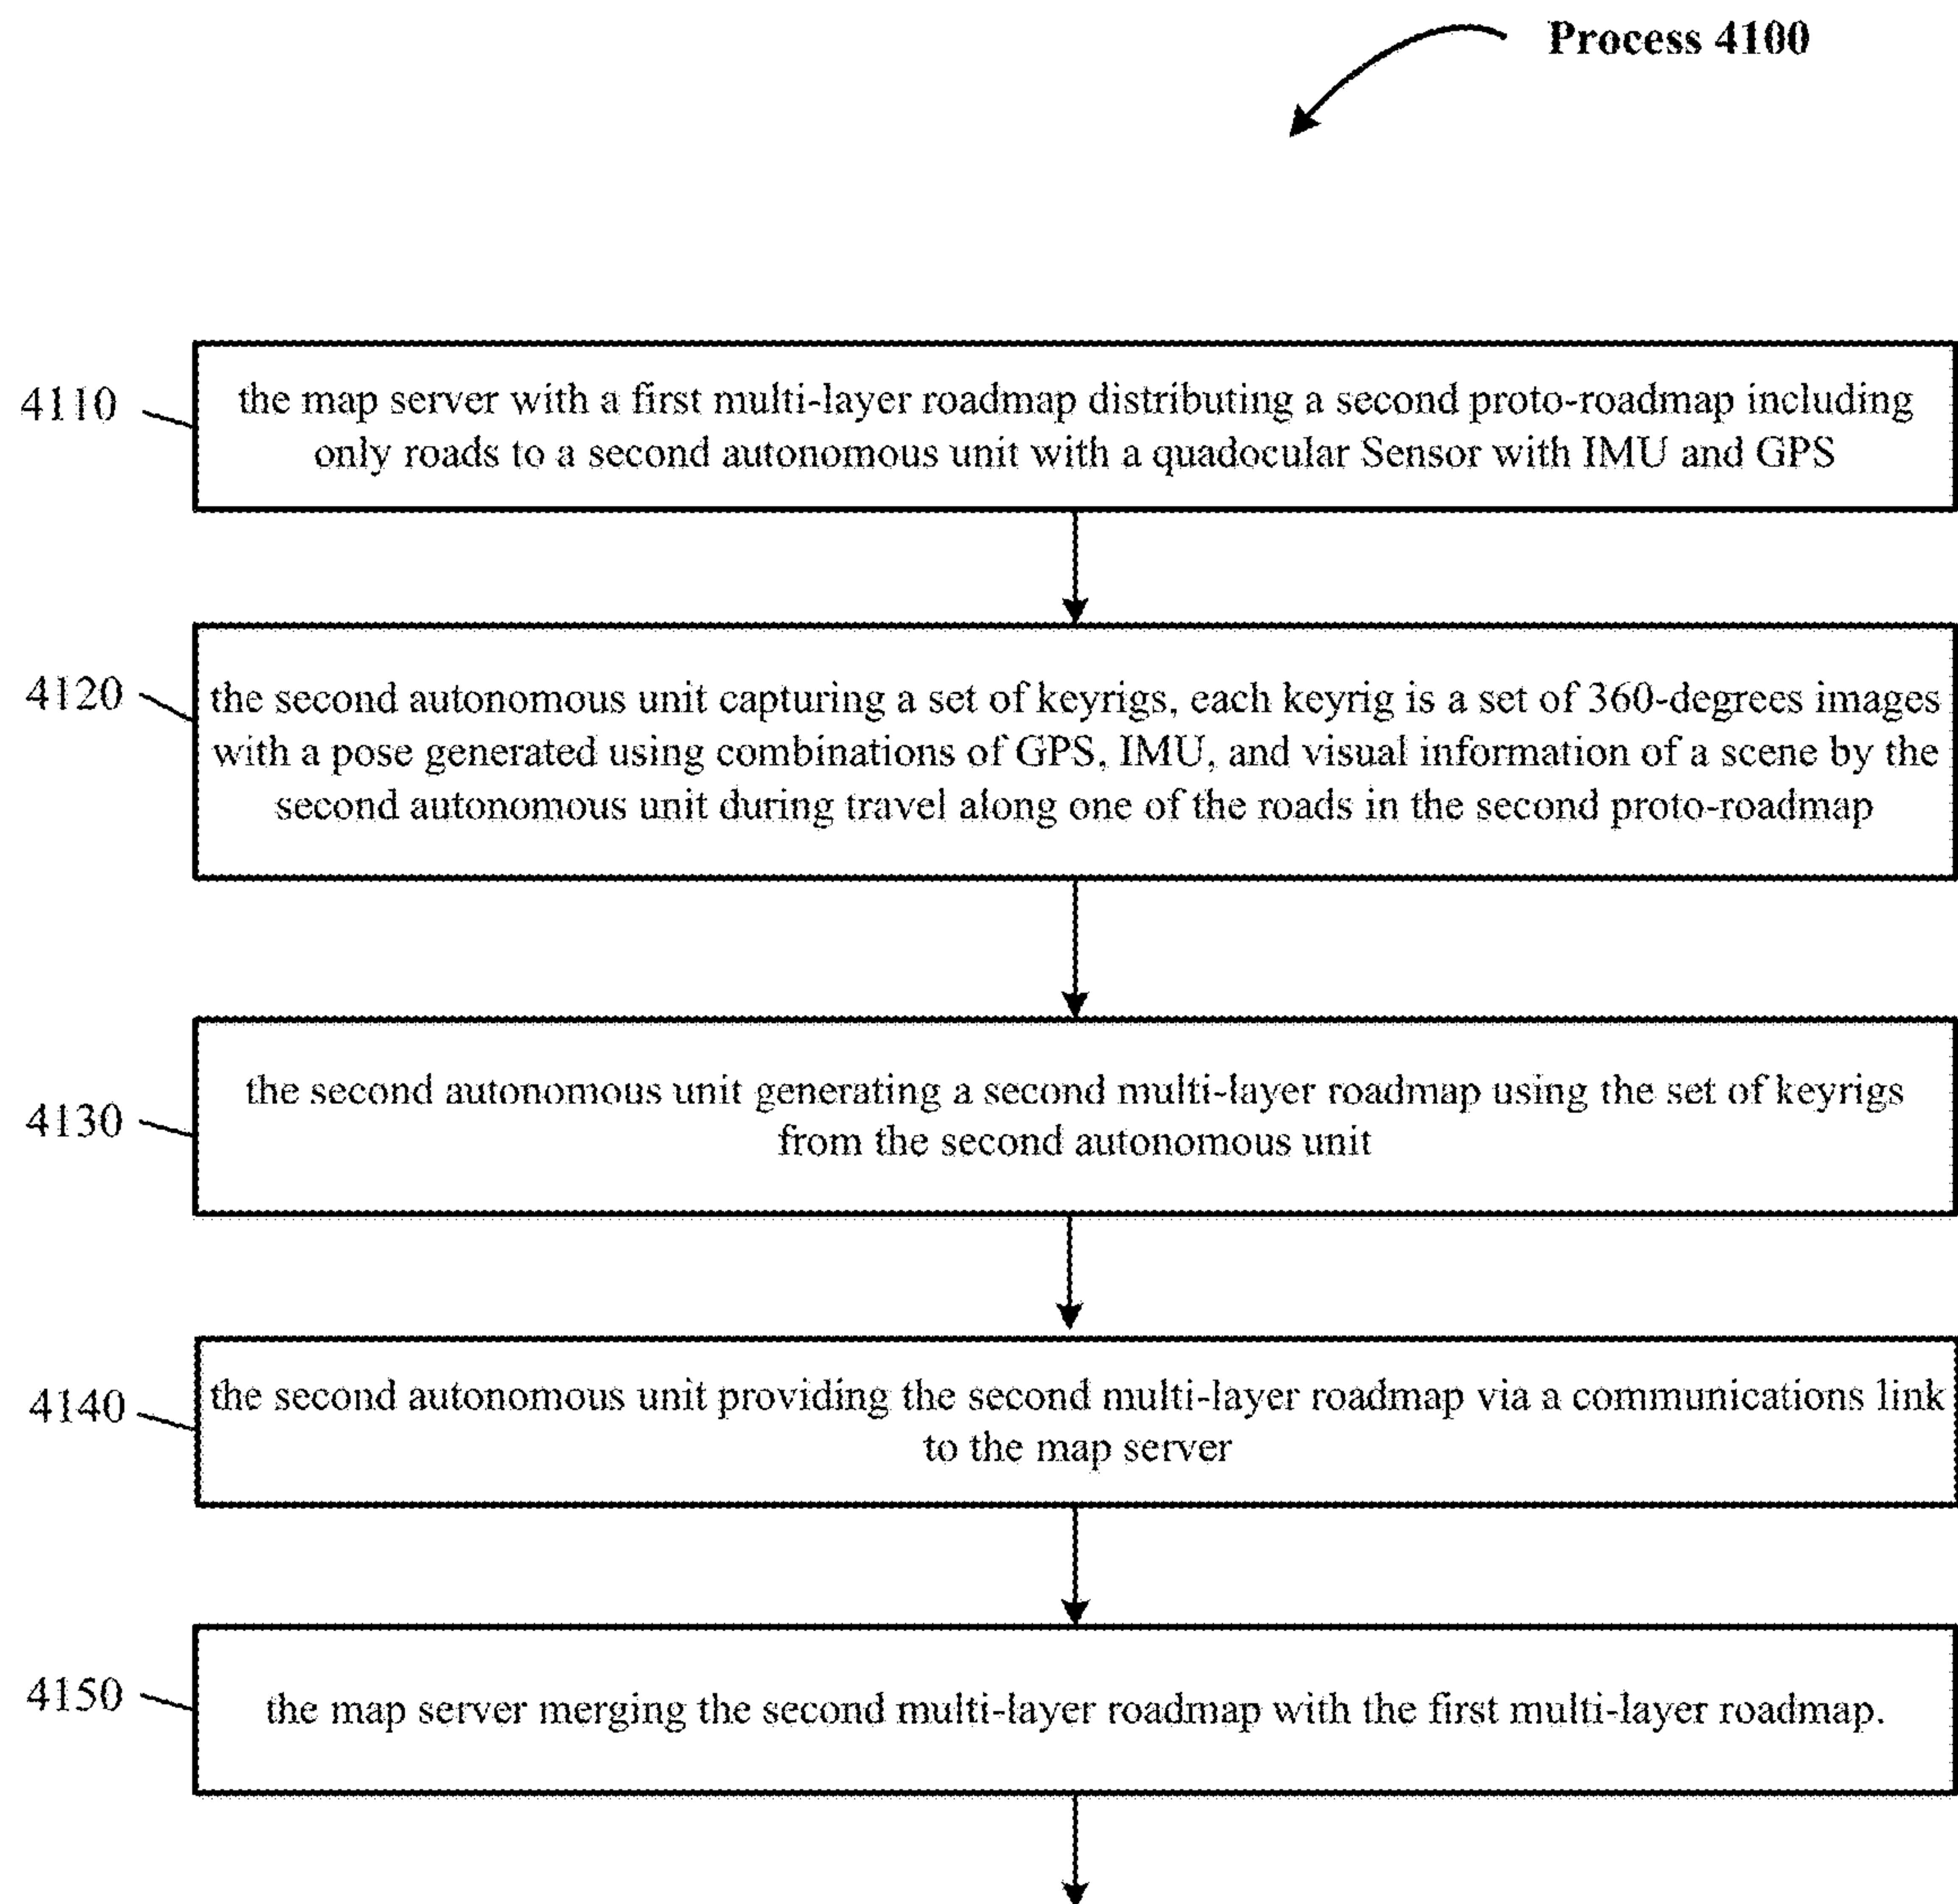 Process 4100
4110
the map server with a first multi-layer roadmap distributing a second proto-roadmap including
only roads to a second autonomous unit with a quadocular Sensor with IMU and GPS
4120
the second autonomous unit capturing a set of keyrigs, each keyrig is a set of 360-degrees images
with a pose generated using combinations of GPS, IMU, and visual information of a scene by the
second autonomous unit during travel along one of the roads in the second proto-roadmap
4130
the second autonomous unit generating a second multi-layer roadmap using the set of keyrigs
from the second autonomous unit
4140
the second autonomous unit providing the second multi-layer roadmap via a communications link
to the map server
4150
the map server merging the second multi-layer roadmap with the first multi-layer roadmap.